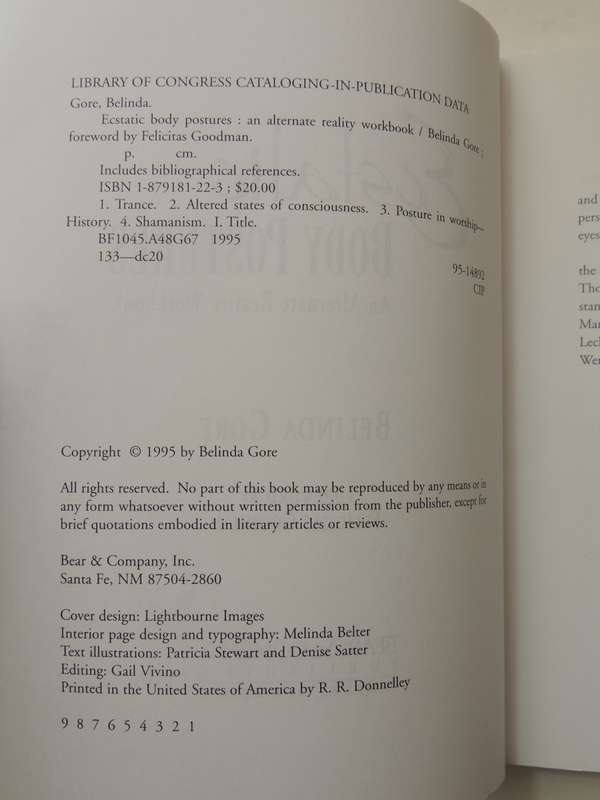 LIBRARY OF CONGRESS CATALOGING-IN-PUBLICATION DATA
Gore, Belinda.
Ecstatic body postures : an alternate reality workbook / Belinda Gore ;
foreword by Felicitas Goodman.
p. cm.
Includes bibliographical references.
ISBN 1-879181-22-3 ; $20.00
1. Trance. 2. Altered states of consciousness. 3. Posture in worship—
History. 4. Shamanism. I. Title.
BF1045.A48G67 1995
133—dc20
95-14892
CIP
BELINDA GORE
Copyright © 1995 by Belinda Gore
All rights reserved. No part of this book may be reproduced by any means or in
any form whatsoever without written permission from the publisher, except for
brief quotations embodied in literary articles or reviews.
Bear & Company, Inc.
Santa Fe, NM 87504-2860
Cover design: Lightbourne Images
Interior page design and typography: Melinda Belter
Text illustrations: Patricia Stewart and Denise Satter
Editing: Gail Vivino
Printed in the United States of America by R. R. Donnelley
9 8 7 6 5 4 3 2 1
and
eyes
the